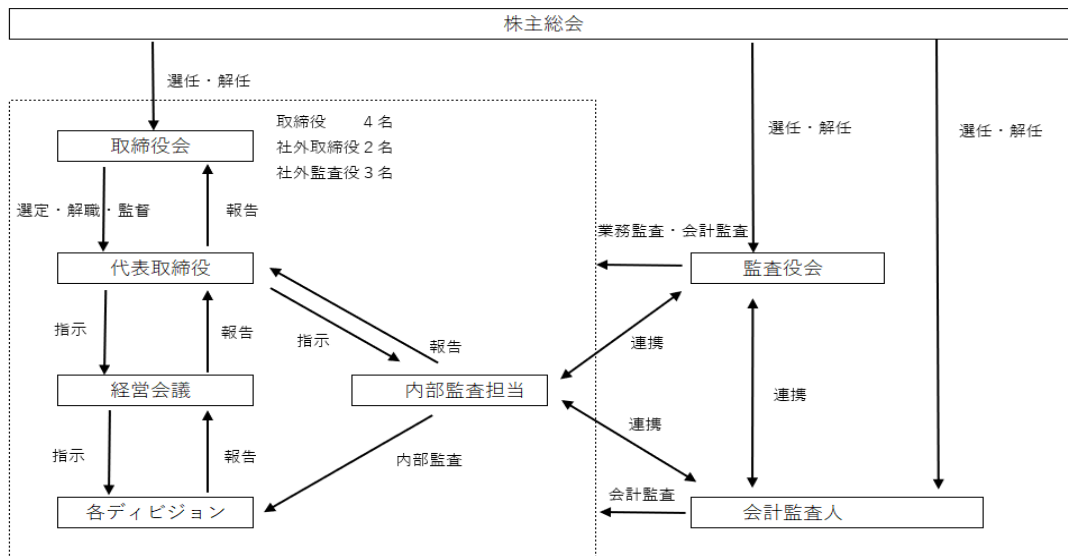 株主総会
選任・解任
取締役　　４名
社外取締役２名
社外監査役３名
取締役会
選任・解任
選任・解任
選定・解職・監督
報告
業務監査・会計監査
代表取締役
監査役会
指示
報告
指示
報告
連携
経営会議
内部監査担当
連携
連携
指示
報告
内部監査
会計監査
各ディビジョン
会計監査人